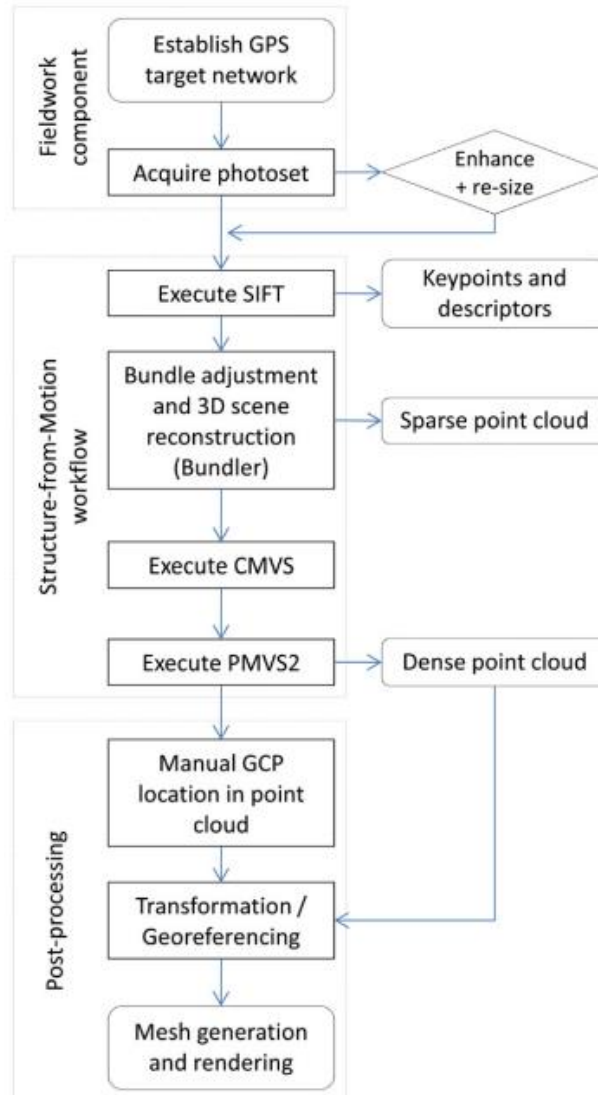 Fieldwork
component
Establish GPS
target network
Acquire photoset
Enhance
+ re-size
Structure-from-Motion
workflow
Execute SIFT
Keypoints and
descriptors
Bundle adjustment
and 3D scene
reconstruction
(Bundler)
Sparse point cloud
Execute CMVS
Execute PMVS2
Dense point cloud
Post-processing
Manual GCP
location in point
cloud
Transformation /
Georeferencing
Mesh generation
and rendering